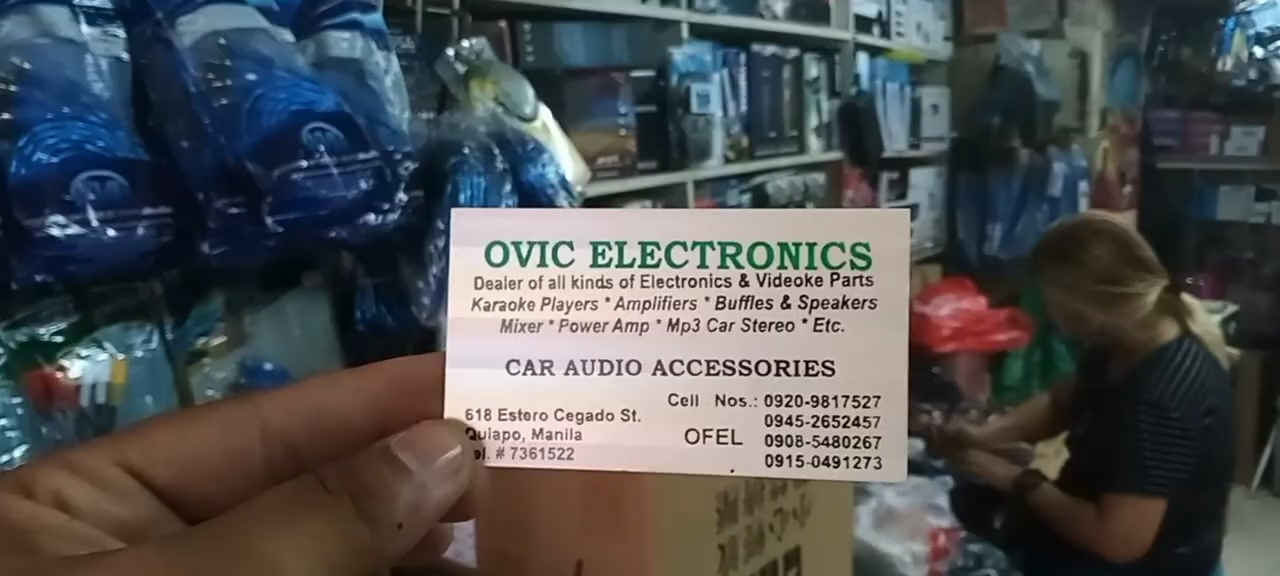 OVIC ELECTRONICS
Dealer of all kinds of Electronics & Videoke Parts
Karaoke Players * Amplifiers * Buffles & Speakers
Mixer * Power Amp * Mp3 Car Stereo * Etc.
CAR AUDIO ACCESSORIES
618 Estero Cegado St.
Quiapo, Manila
el. # 7361522
Cell Nos.: 0920-9817527
0945-2652457
OFEL 0908-5480267
0915-0491273